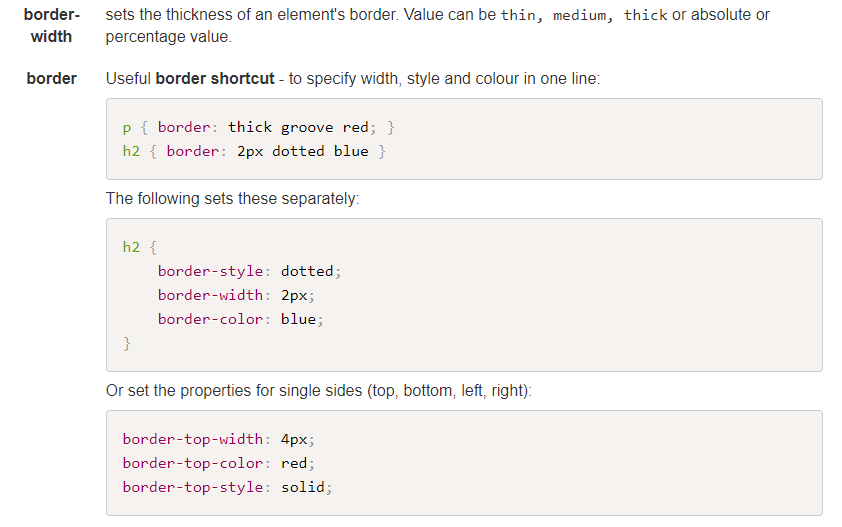 border- sets the thickness of an element's border. Value can be thin, medium, thick or absolute or
width percentage value.
border Useful border shortcut - to specify width, style and colour in one line:
p { border: thick groove red; }
h2 { border: 2px dotted blue }
The following sets these separately:
h2 {
border-style: dotted;
border-width: 2px;
border-color: blue;
}
Or set the properties for single sides (top, bottom, left, right):
border-top-width: 4px;
border-top-color: red;
border-top-style: solid;